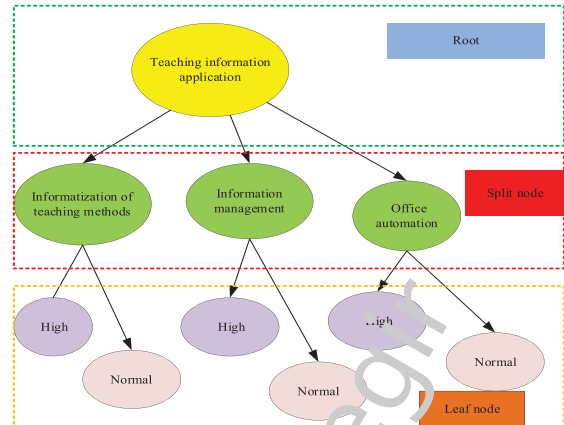 Teaching information
application
Root
Informatization of
teaching methods
Information
management
Office
automation
Split node
High
High
High
Normal
Normal
Normal
Leaf node